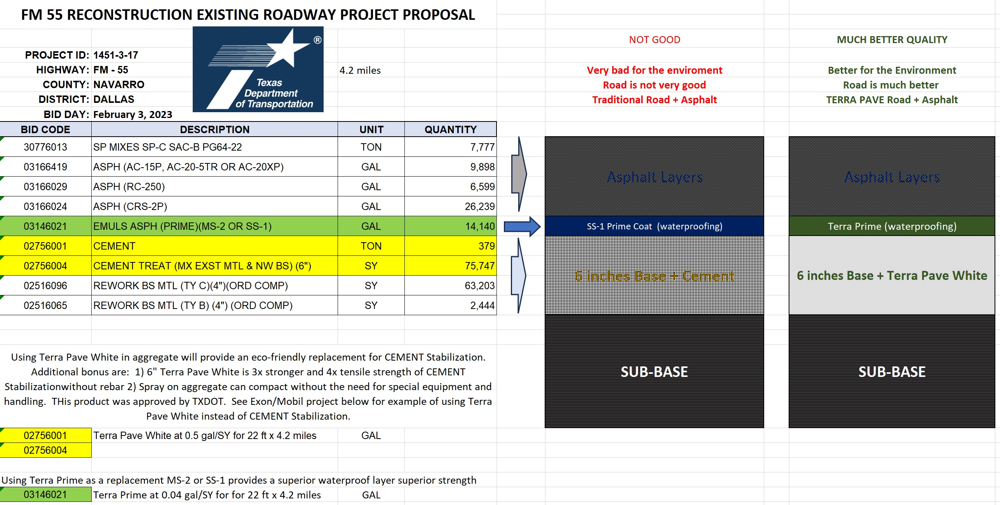 FM 55 RECONSTRUCTION EXISTING ROADWAY PROJECT PROPOSAL
®
Texas
Department
of Transportation
NOT GOOD
MUCH BETTER QUALITY
PROJECT ID: 1451-3-17
HIGHWAY: FM - 55
4.2 miles
Very bad for the enviroment
Better for the Environment
COUNTY: NAVARRO
Road is not very good
Road is much better
DISTRICT: DALLAS
Traditional Road + Asphalt
TERRA PAVE Road + Asphalt
BID DAY: February 3, 2023
BID CODE DESCRIPTION UNIT QUANTITY
30776013 SP MIXES SP-C SAC-B PG64-22 TON 7,777
03166419 ASPH (AC-15P, AC-20-5TR OR AC-20XP) GAL 9,898
03166029 ASPH (RC-250) GAL 6,599
03166024 ASPH (CRS-2P) GAL 26,239
03146021 EMULS ASPH (PRIME)(MS-2 OR SS-1) GAL 14,140
02756001 CEMENT TON 379
02756004 CEMENT TREAT (MX EXST MTL & NW BS) (6") SY 75,747
02516096 REWORK BS MTL (TY C)(4")(ORD COMP) SY 63,203
02516065 REWORK BS MTL (TY B) (4") (ORD COMP) SY 2,444
Asphalt Layers
Asphalt Layers
SS-1 Prime Coat (waterproofing)
Terra Prime (waterproofing)
6 inches Base + Cement
6 inches Base + Terra Pave White
SUB-BASE
SUB-BASE
Using Terra Pave White in aggregate will provide an eco-friendly replacement for CEMENT Stabilization.
Additional bonus are: 1) 6" Terra Pave White is 3x stronger and 4x tensile strength of CEMENT
Stabilizationwithout rebar 2) Spray on aggregate can compact without the need for special equipment and
handling. THis product was approved by TXDOT. See Exon/Mobil project below for example of using Terra
Pave White instead of CEMENT Stabilization.
02756001 Terra Pave White at 0.5 gal/SY for 22 ft x 4.2 miles GAL
02756004
Using Terra Prime as a replacement MS-2 or SS-1 provides a superior waterproof layer superior strength
03146021 Terra Prime at 0.04 gal/SY for for 22 ft x 4.2 miles GAL